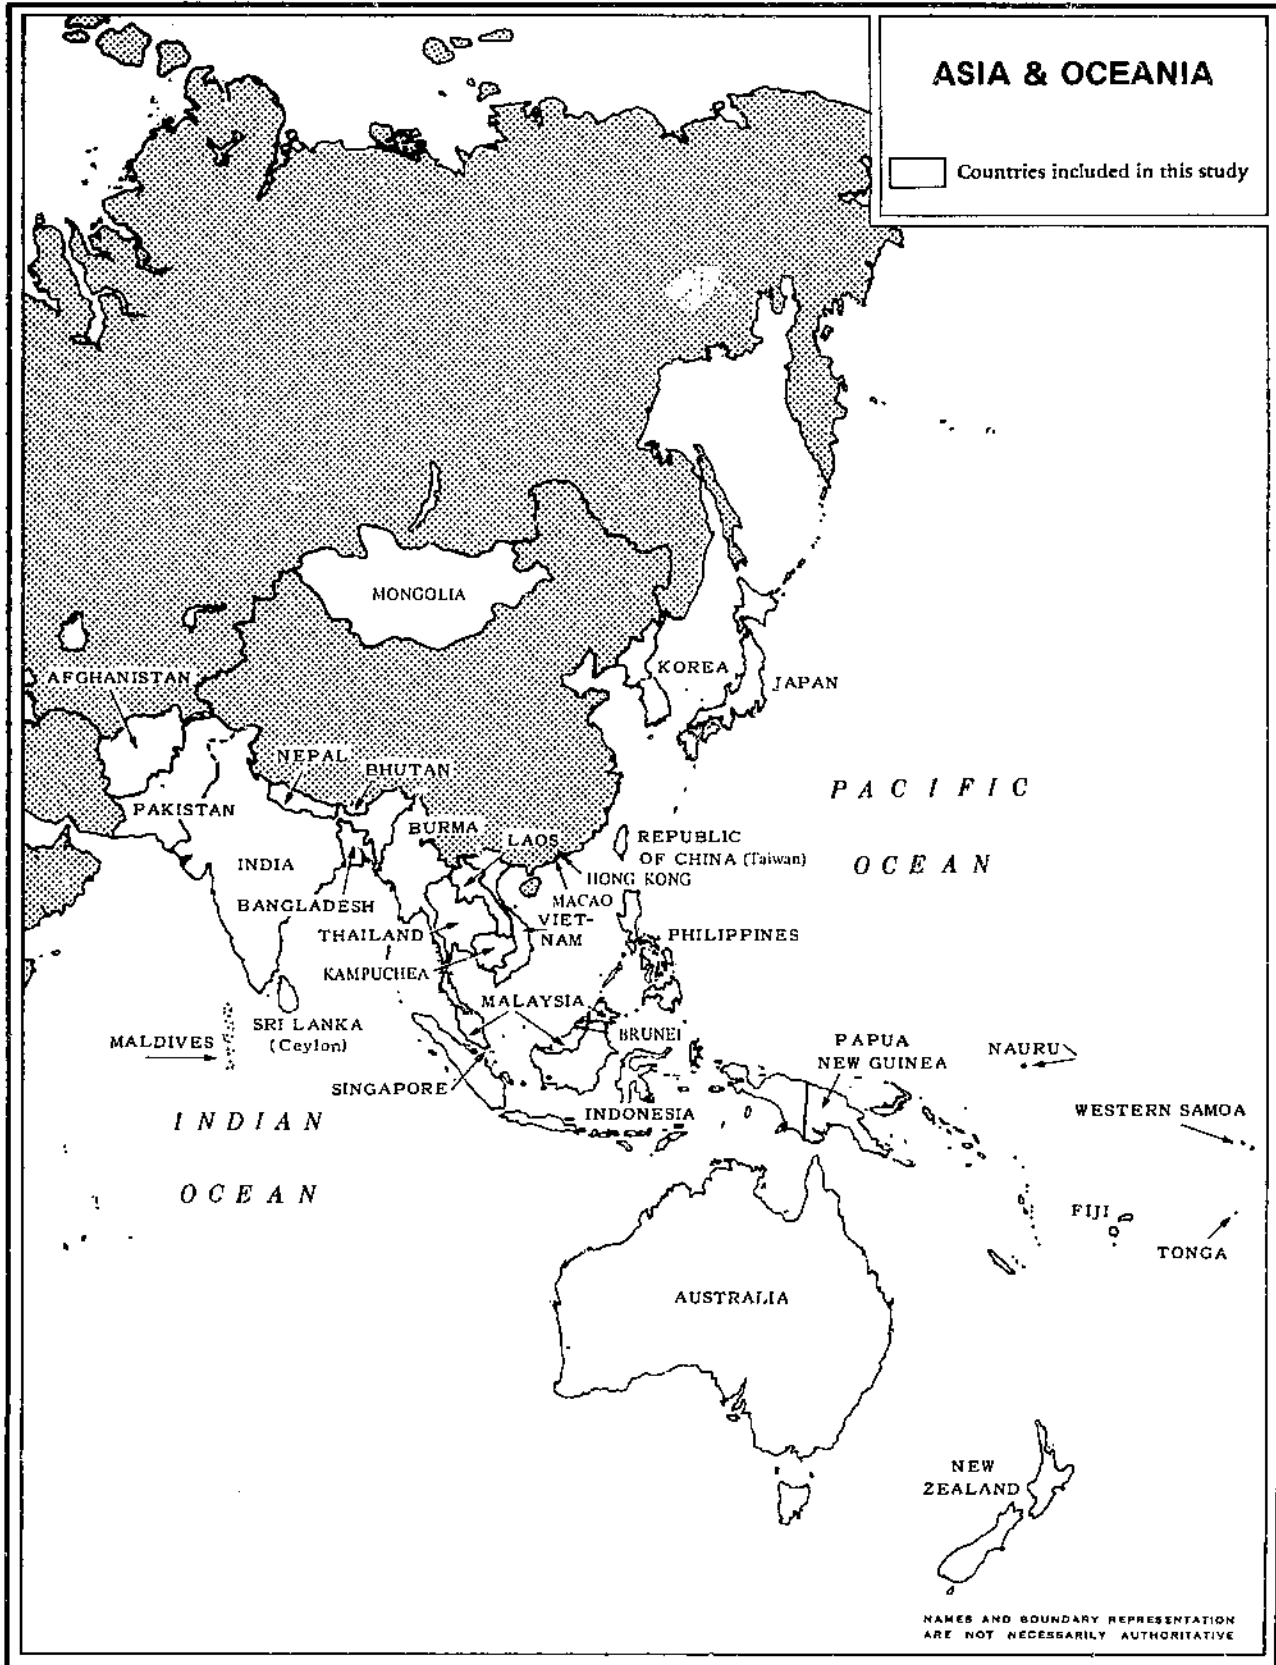 ASIA & OCEANIA
Countries included in this study
MONGOLIA
AFGHANISTAN
KOREA
JAPAN
NEPAL
BHUTAN
PAKISTAN
BURMA
LAOS
REPUBLIC
OF CHINA (Taiwan)
INDIA
HONG KONG
MACAO
BANGLADESH
VIET-
NAM
THAILAND
PHILIPPINES
KAMPUCHEA
MALAYSIA
SRI LANKA
(Ceylon)
BRUNEI
MALDIVES
SINGAPORE
PAPUA
NEW GUINEA
NAURU
INDONESIA
WESTERN SAMOA
PACIFIC
OCEAN
INDIAN
OCEAN
FIJI
TONGA
AUSTRALIA
NEW
ZEALAND
NAMES AND BOUNDARY REPRESENTATION
ARE NOT NECESSARILY AUTHORITATIVE